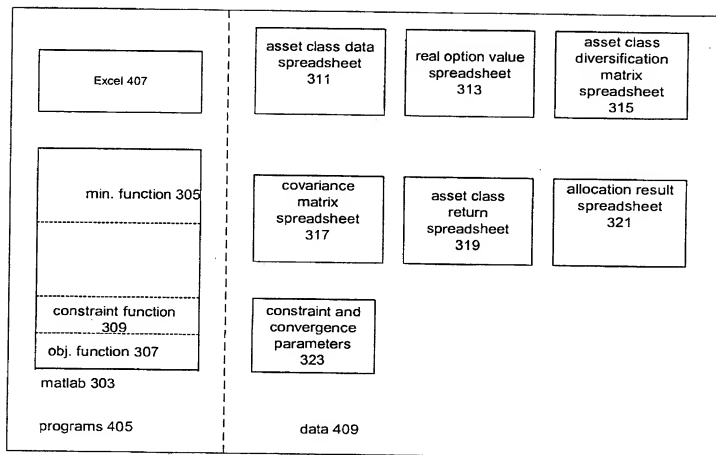 Excel 407
min. function 305
constraint function
309
obj. function 307
matlab 303
programs 405
asset class data
spreadsheet
311
real option value
spreadsheet
313
asset class
diversification
matrix
spreadsheet
315
covariance
matrix
spreadsheet
317
asset class
return
spreadsheet
319
allocation result
spreadsheet
321
constraint and
convergence
parameters
323
data 409